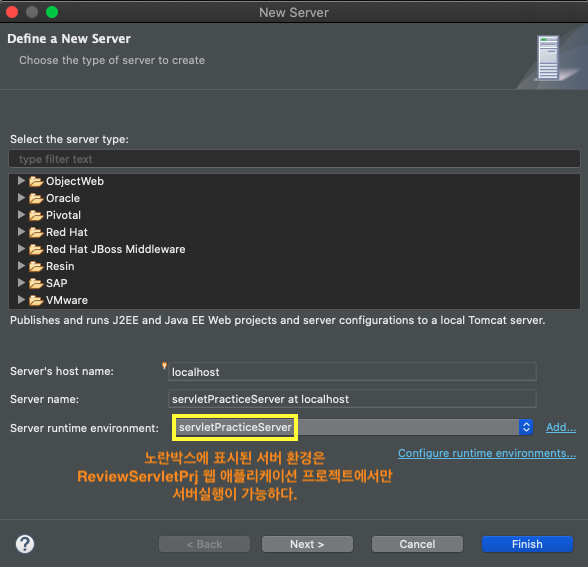 New Server
Define a New Server
Choose the type of server to create
Select the server type:
type filter text
ObjectWeb
Oracle
Pivotal
Red Hat
Red Hat JBoss Middleware
Resin
SAP
VMware
Publishes and runs J2EE and Java EE Web projects and server configurations to a local Tomcat server.
Server's host name: localhost
Server name: servletPracticeServer at localhost
Server runtime environment: servletPracticeServer Add...
Configure runtime environments...
노란박스에 표시된 서버 환경은
ReviewServletPrj 웹 애플리케이션 프로젝트에서만
서버실행이 가능하다.
? < Back Next > Cancel Finish